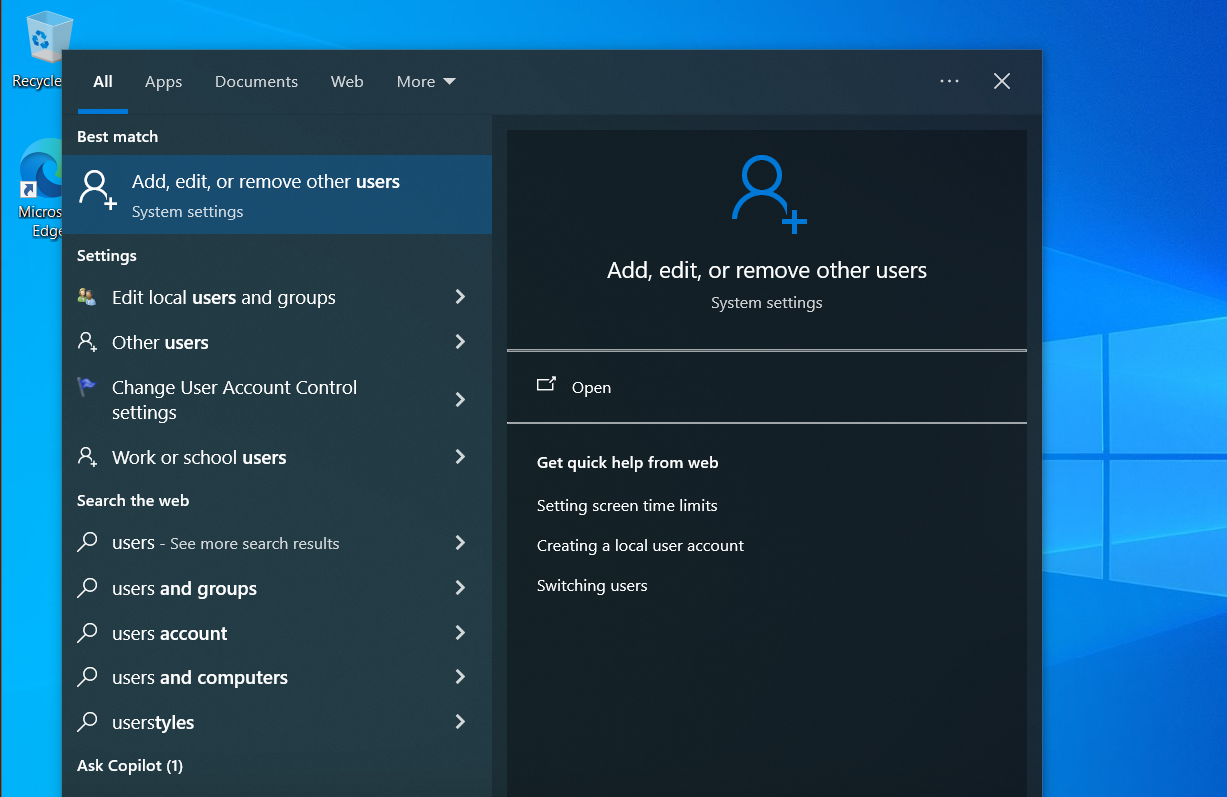 Recycle
Micros
Edge
All Apps Documents Web More
Best match
Add, edit, or remove other users
System settings
Settings
Edit local users and groups
Other users
Change User Account Control
settings
Work or school users
Search the web
users - See more search results
users and groups
users account
users and computers
userstyles
Ask Copilot (1)
Add, edit, or remove other users
System settings
Open
Get quick help from web
Setting screen time limits
Creating a local user account
Switching users